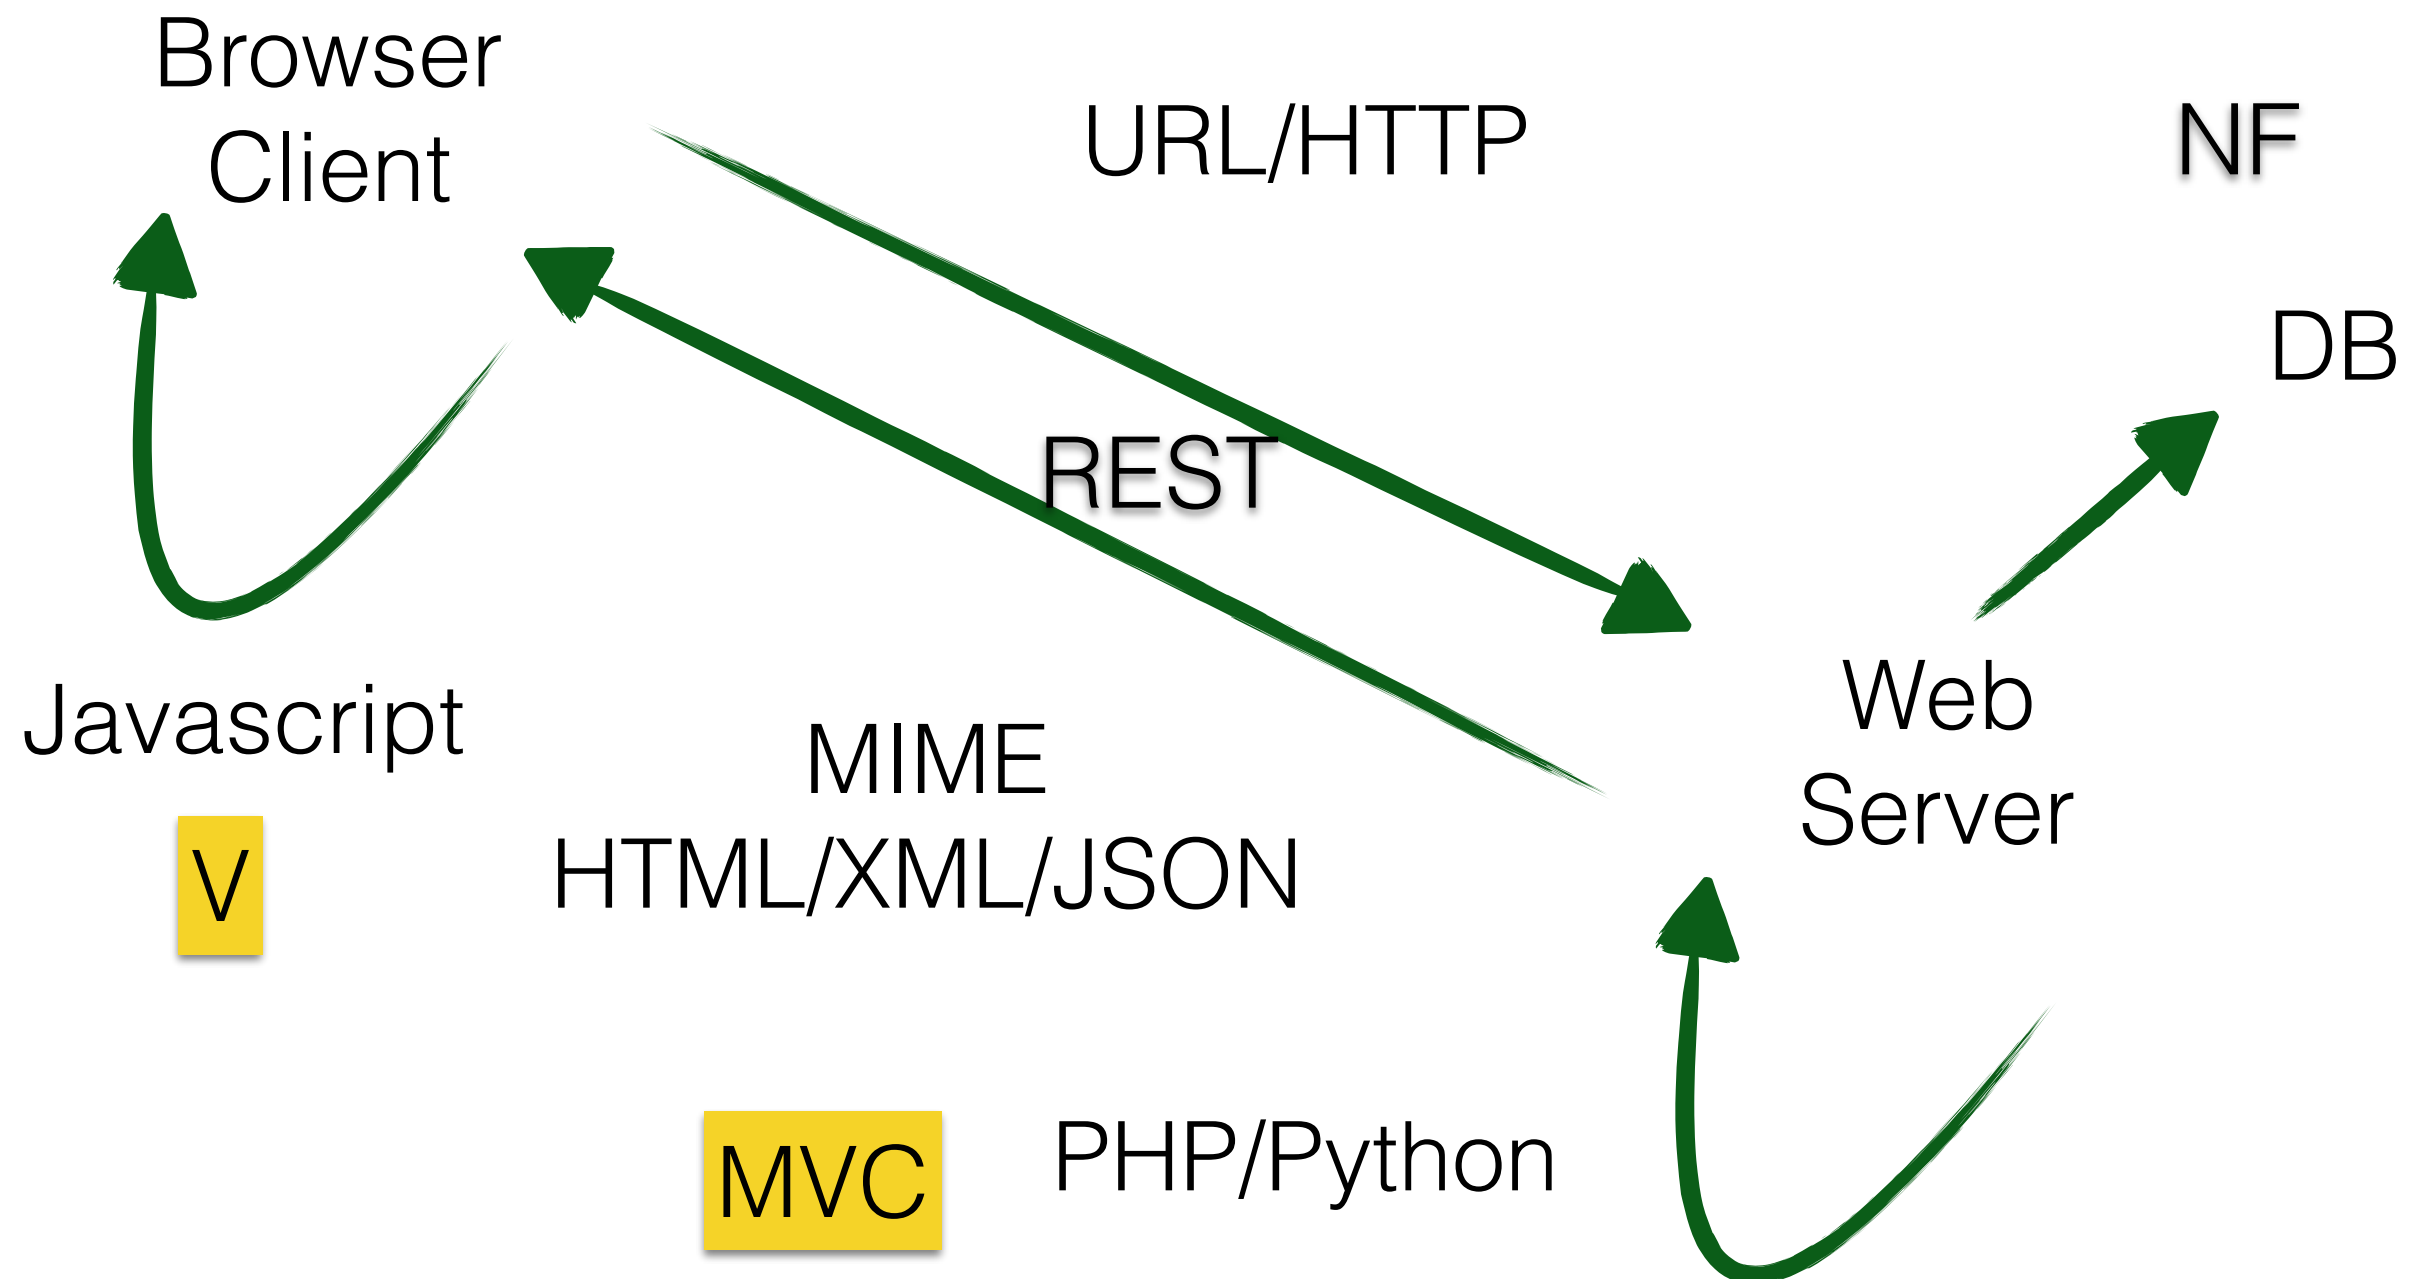 Browser
Client
URL/HTTP
NF
DB
REST
Javascript
V
MIME
HTML/XML/JSON
Web
Server
MVC
PHP/Python